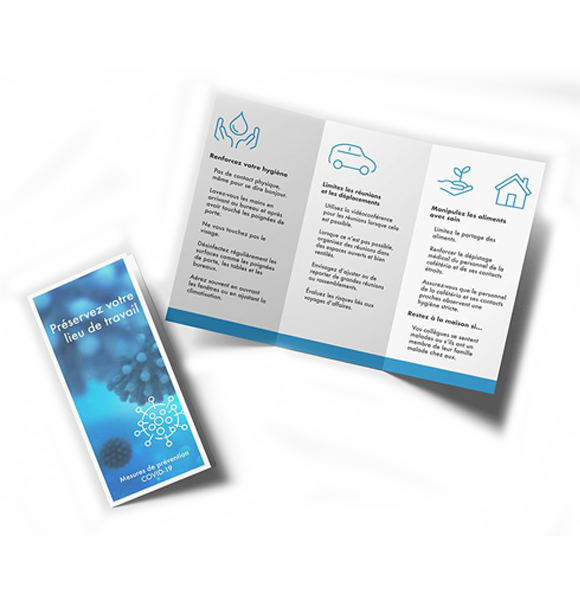 Préservez votre
lieu de travail
Mesures de prévention
COVID-19
Renforcez votre hygiène
Pas de contact physique,
même pour se dire bonjour.
Lavez-vous les mains en
arrivant au bureau et après
avoir touché les poignées de
porte.
Ne vous touchez pas le
visage.
Désinfectez régulièrement les
surfaces comme les poignées
de porte, les tables et les
bureaux.
Aérez souvent en ouvrant
les fenêtres ou en ajustant la
climatisation.
Limitez les réunions
et les déplacements
Utilisez la vidéoconférence
pour les réunions lorsque cela
est possible.
Lorsque ce n'est pas possible,
organisez des réunions dans
des espaces ouverts et bien
ventilés.
Envisagez d'ajuster ou de
reporter de grandes réunions
ou rassemblements.
Évaluez les risques liés aux
voyages d'affaires.
Manipulez les aliments
avec soin
Limitez le partage des
aliments.
Renforcer le dépistage
médical du personnel de la
cafétéria et de ses contacts
étroits.
Assurez-vous que le personnel
de la cafétéria et ses contacts
proches observent une
hygiène stricte.
Restez à la maison si...
Vos collègues se sentent
malades ou s'ils ont un
membre de leur famille
malade chez eux.